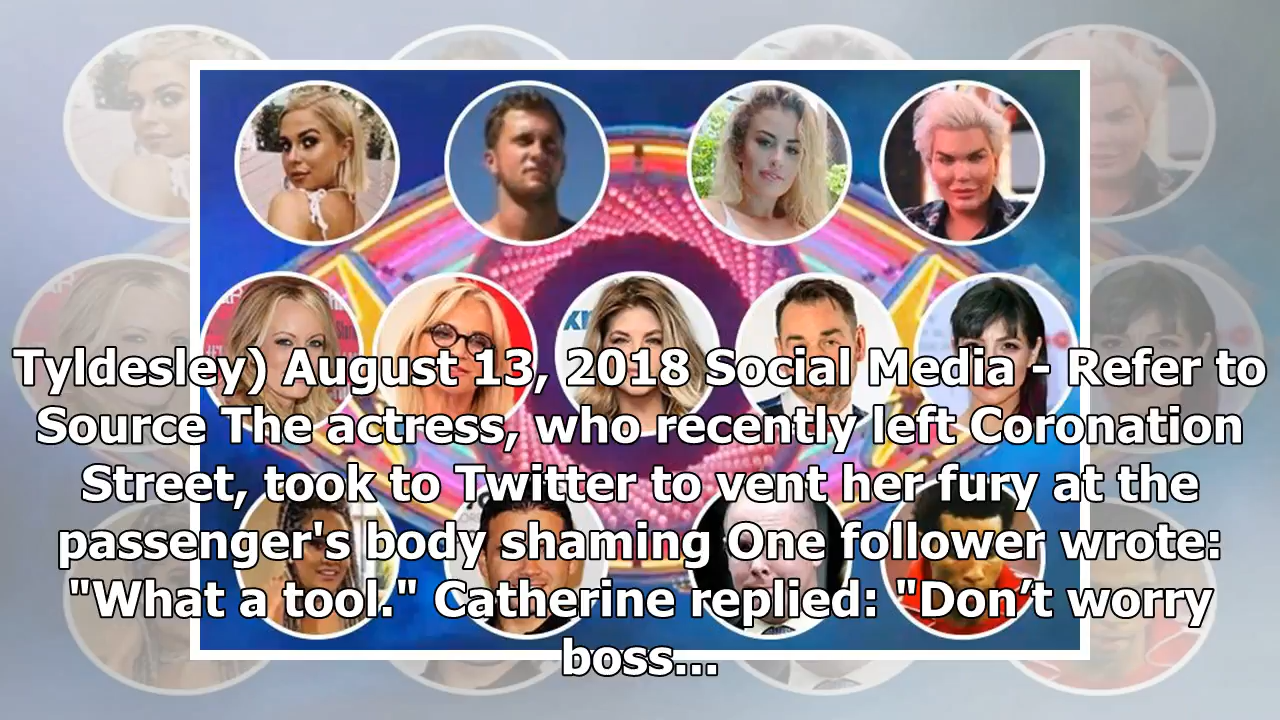 Tyldesley) August 13, 2018 Social Media - Refer to
Source The actress, who recently left Coronation
Street, took to Twitter to vent her fury at the
passenger's body shaming One follower wrote:
"What a tool." Catherine replied: "Don’t worry
boss...